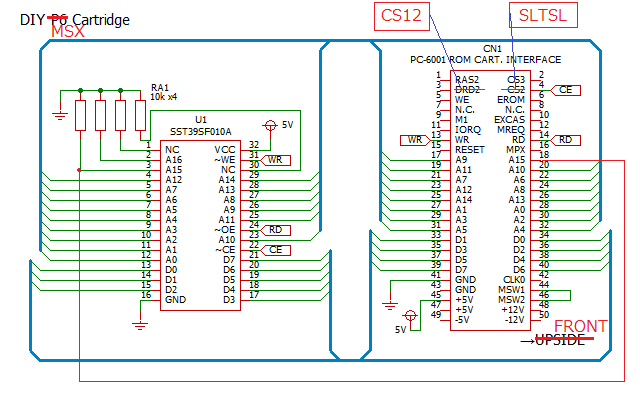 DIY P6 Cartridge
MSX
CS12
SLTSL
RA1
10k x4
U1
SST39SF010A
5V
1 NC VCC 32
2 A16 ~WE 31 WR
3 A15 NC 30
4 A12 A14 29
5 A7 A13 28
6 A6 A8 27
7 A5 A9 26
8 A4 A11 25
9 A3 ~OE 24 RD
10 A2 A10 23
11 A1 ~CE 22 CE
12 A0 D7 21
13 D0 D6 20
14 D1 D5 19
15 D2 D4 18
16 GND D3 17
CN1
PC-6001 ROM CART. INTERFACE
1 RAS2 CS3 2
3 DRD2 CS2 4 CE
5 WE EROM 6
7 N.C. N.C. 8
9 M1 EXCAS 10
11 IORQ MREQ 12
WR 13 WR RD 14 RD
15 RESET MPX 16
17 A9 A15 18
19 A11 A10 20
21 A7 A6 22
23 A12 A8 24
25 A14 A13 26
27 A1 A0 28
29 A3 A2 30
31 A5 A4 32
33 D1 D0 34
35 D3 D2 36
37 D5 D4 38
39 D7 D6 40
41 GND CLK0 42
43 GND MSW1 44
45 +5V MSW2 46
47 +5V +12V 48
49 -5V -12V 50
5V
FRONT
→UPSIDE